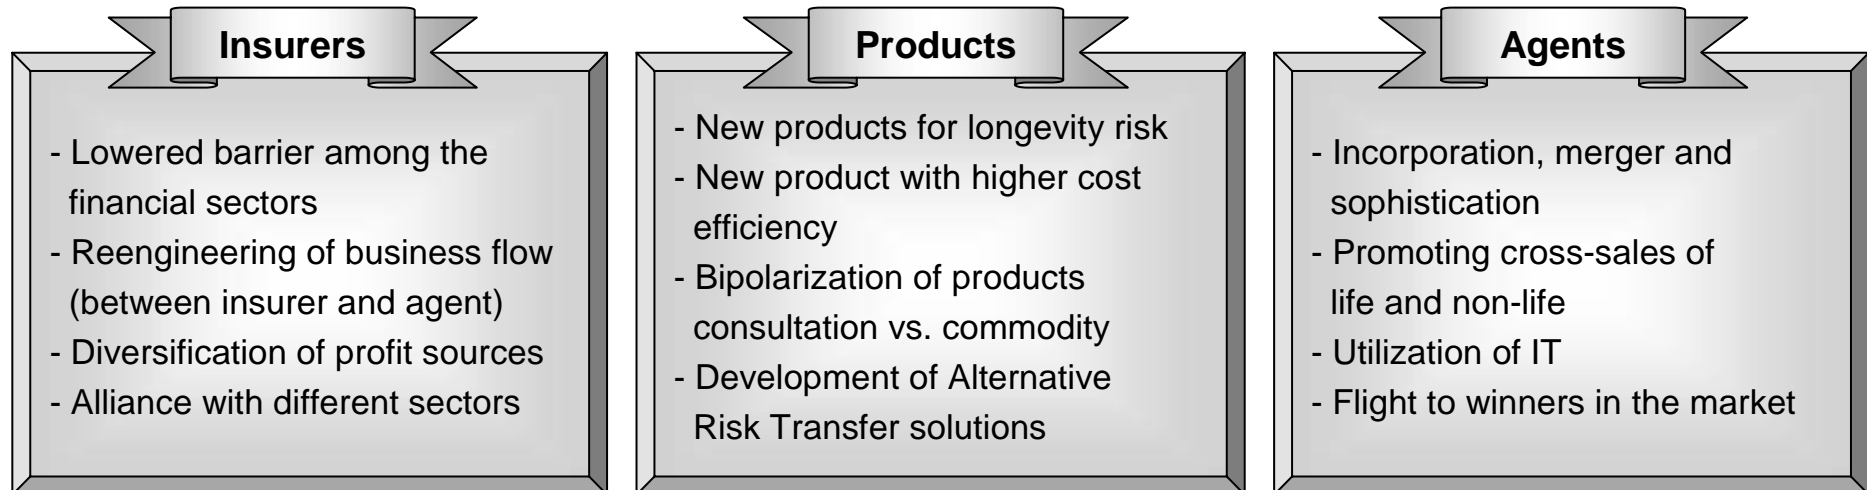 Insurers
- Lowered barrier among the
financial sectors
- Reengineering of business flow
(between insurer and agent)
- Diversification of profit sources
- Alliance with different sectors
Products
- New products for longevity risk
- New product with higher cost
efficiency
- Bipolarization of products
consultation vs. commodity
- Development of Alternative
Risk Transfer solutions
Agents
- Incorporation, merger and
sophistication
- Promoting cross-sales of
life and non-life
- Utilization of IT
- Flight to winners in the market